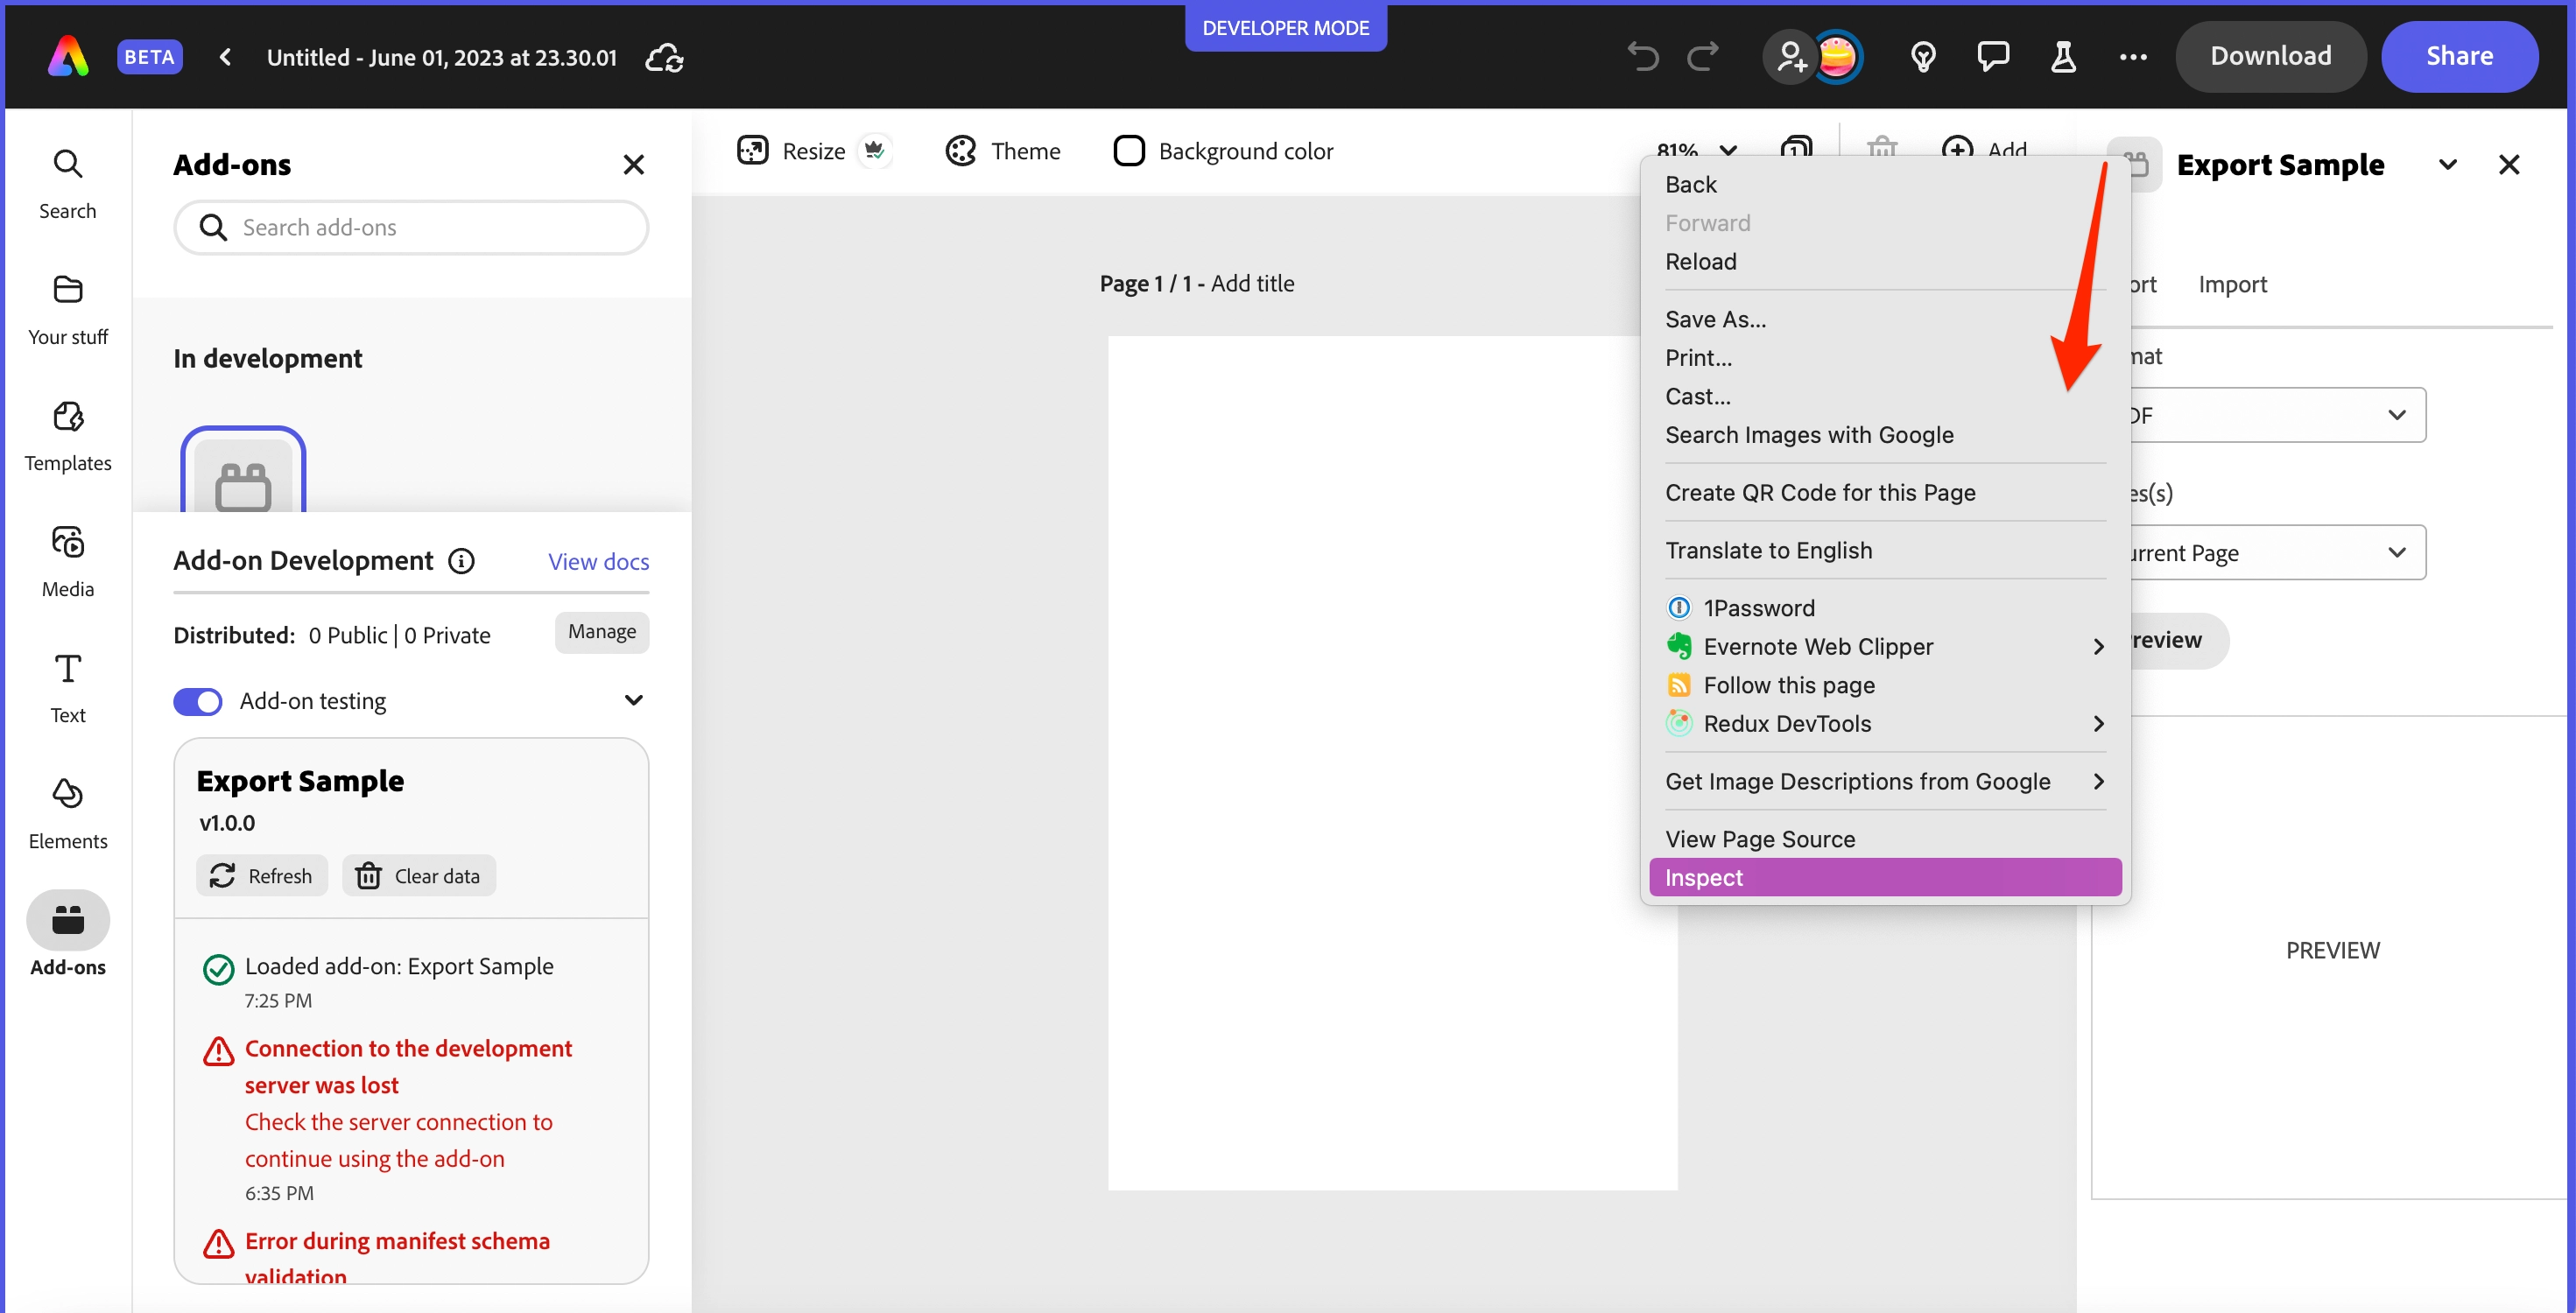 DEVELOPER MODE
BETA
Untitled - June 01, 2023 at 23.30.01
Download
Share
Search
Your stuff
Templates
Media
Text
Elements
Add-ons
Add-ons
Search add-ons
In development
Add-on Development
View docs
Distributed: 0 Public | 0 Private
Manage
Add-on testing
Export Sample
v1.0.0
Refresh
Clear data
Loaded add-on: Export Sample
7:25 PM
Connection to the development
server was lost
Check the server connection to
continue using the add-on
6:35 PM
Error during manifest schema
validation
Resize
Theme
Background color
81%
1
Add
Page 1 / 1 - Add title
Back
Forward
Reload
Save As...
Print...
Cast...
Search Images with Google
Create QR Code for this Page
Translate to English
1Password
Evernote Web Clipper
Follow this page
Redux DevTools
Get Image Descriptions from Google
View Page Source
Inspect
Export Sample
ort
Import
mat
DF
es(s)
urrent Page
review
PREVIEW